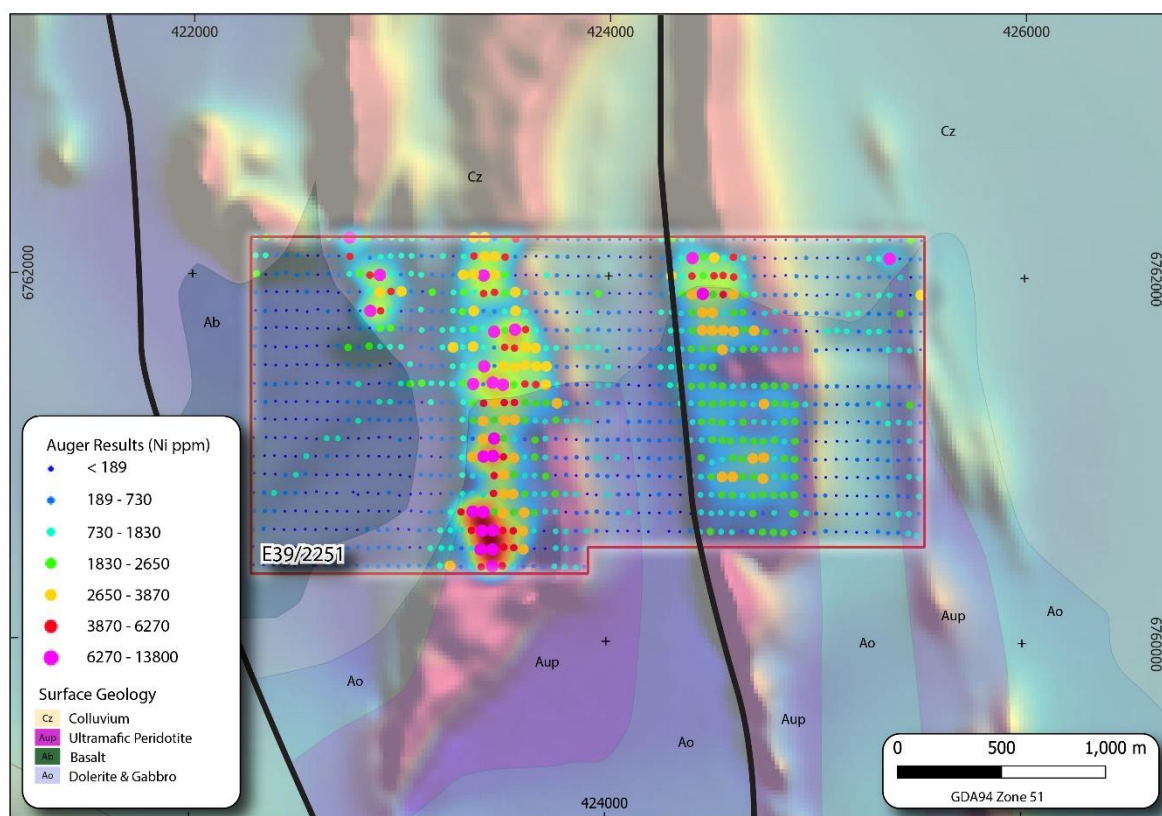 422000
424000
426000
Cz
Cz
6762000
6762000
Ab
Auger Results (Ni ppm)
< 189
189 - 730
730 - 1830
1830 - 2650
2650 - 3870
3870 - 6270
6270 - 13800
Surface Geology
Cz Colluvium
Aup Ultramafic Peridotite
Ab Basalt
Ao Dolerite & Gabbro
E39/2251
Ao
Aup
Ao
Aup
Ao
Aup
Ao
6760000
0 500 1,000 m
GDA94 Zone 51
424000